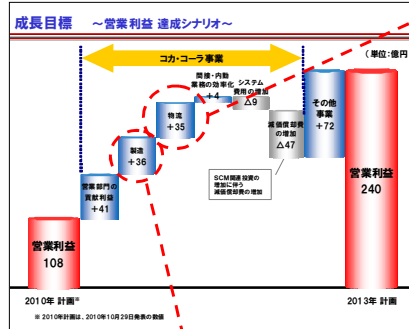 成長目標 ～営業利益 達成シナリオ～
(単位:億円
コカ・コーラ事業
間接・内勤
業務の効率化
+4
システム
費用の増加
△9
物流
+35
製造
+36
営業部門の
貢献利益
+41
減価償却費
の増加
△47
その他
事業
+72
SCM関連投資の
増加に伴う
減価償却費の増加
営業利益
108
営業利益
240
2010年 計画※
2013年 計画
※ 2010年計画は、2010年10月29日発表の数値